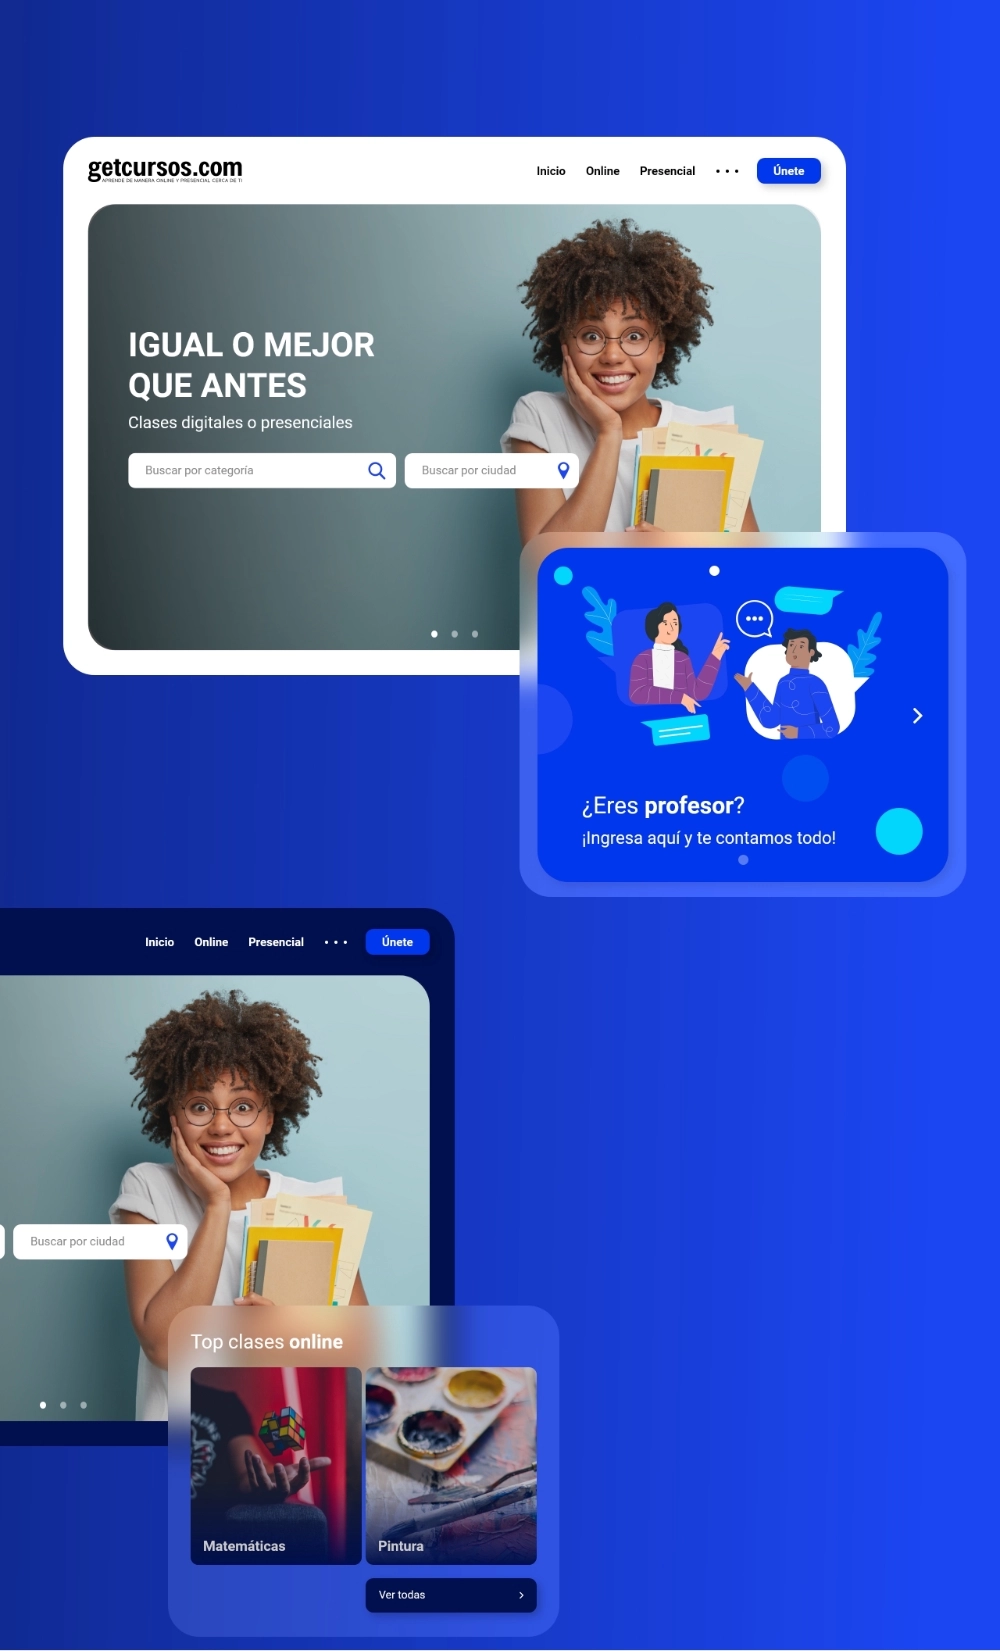 getcursos.com
APRENDE DE MANERA ONLINE Y PRESENCIAL CERCA DE TI
Inicio Online Presencial Únete
IGUAL O MEJOR
QUE ANTES
Clases digitales o presenciales
Buscar por categoría
Buscar por ciudad
¿Eres profesor?
¡Ingresa aquí y te contamos todo!
Inicio Online Presencial Únete
Buscar por ciudad
Top clases online
Matemáticas
Pintura
Ver todas